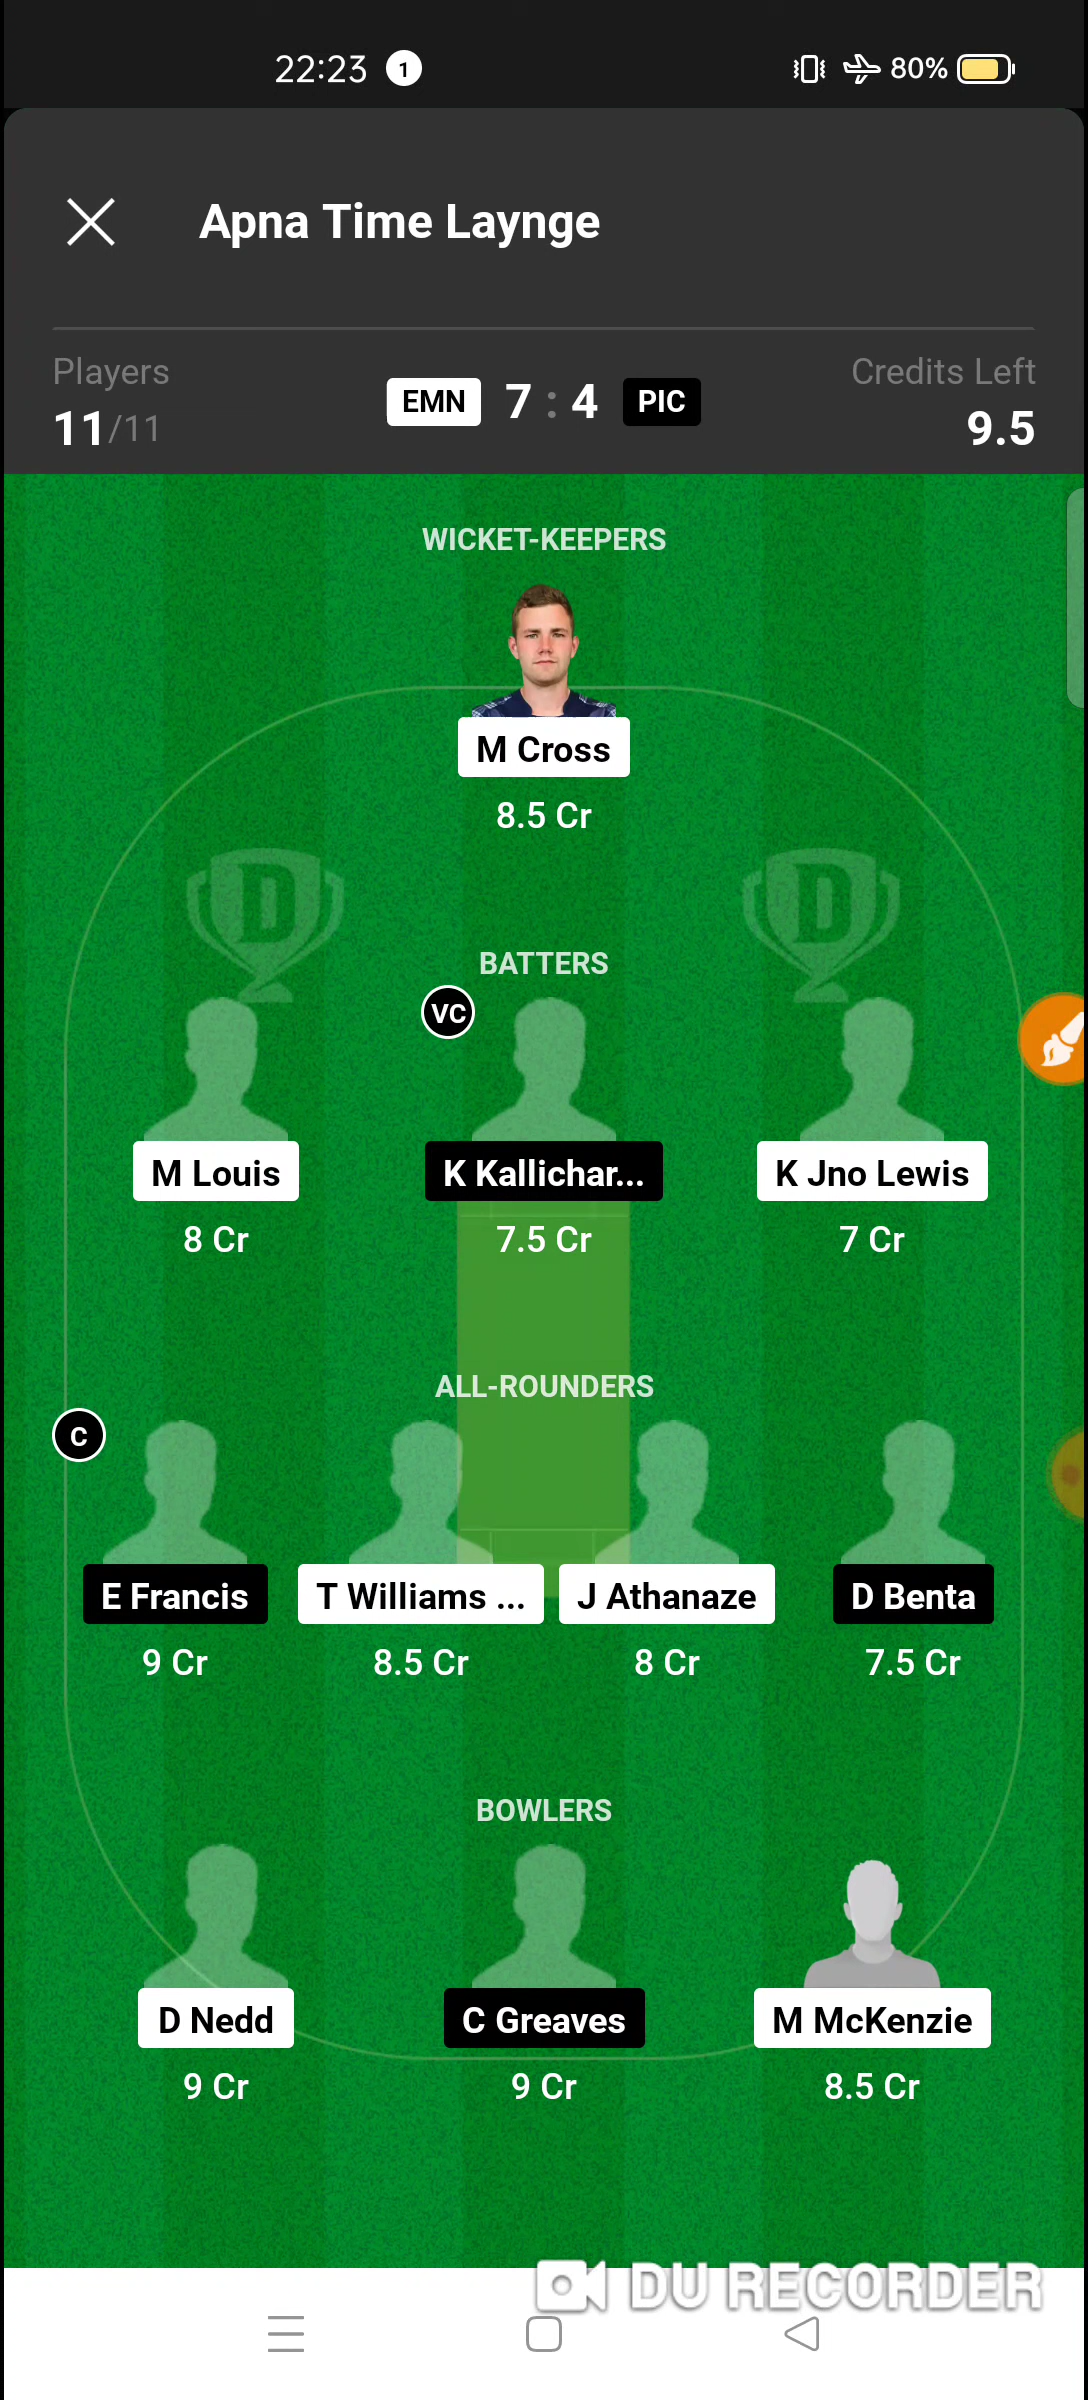 22:23 1 80%
Apna Time Laynge
Players
Credits Left
11/11
EMN 7 : 4 PIC
9.5
WICKET-KEEPERS
M Cross
8.5 Cr
D D
BATTERS
VC
M Louis K Kallichar... K Jno Lewis
8 Cr 7.5 Cr 7 Cr
ALL-ROUNDERS
C
E Francis T Williams ... J Athanaze D Benta
9 Cr 8.5 Cr 8 Cr 7.5 Cr
BOWLERS
D Nedd C Greaves M McKenzie
9 Cr 9 Cr 8.5 Cr
DU RECORDER